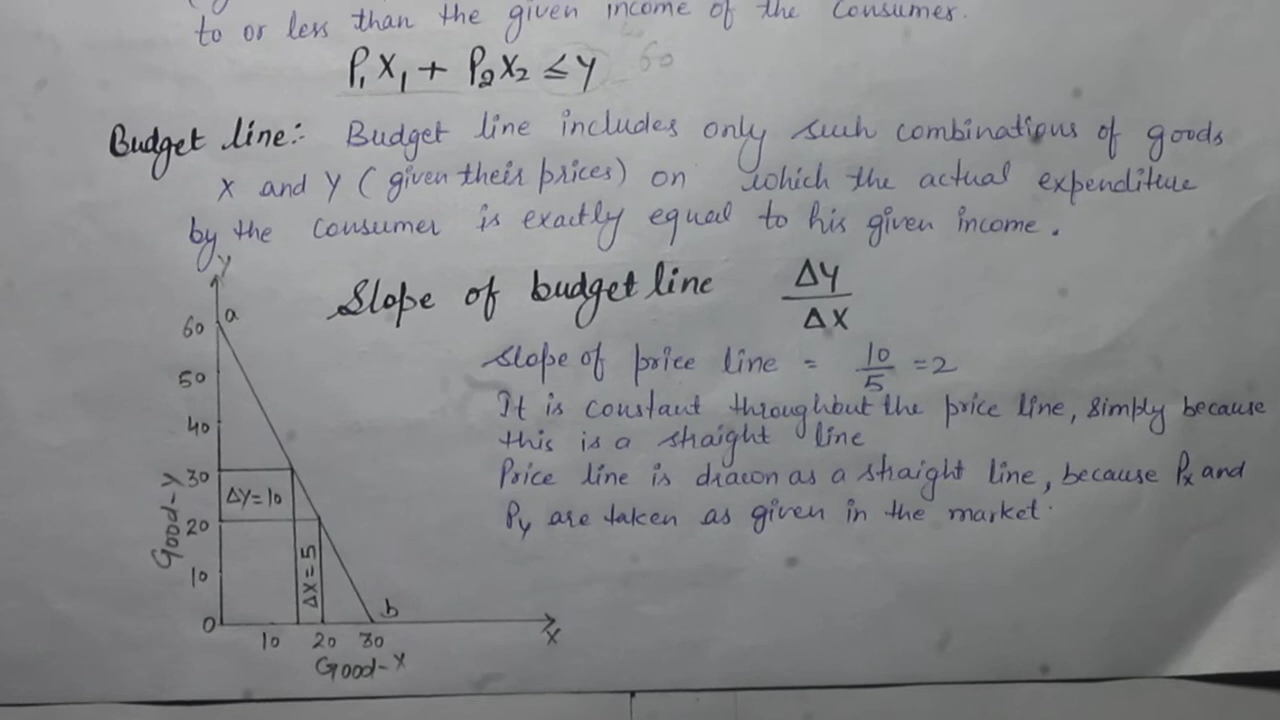 to or less than the given income of the Consumer.
P₁X₁ + P₂X₂ ≤ Y 60
Budget line:- Budget line includes only such combinations of goods
X and Y (given their prices) on which the actual expenditure
by the consumer is exactly equal to his given income.
Slope of budget line ΔY/ΔX
Slope of price line = 10/5 = 2
It is constant throughout the price line, simply because
this is a straight line
Price line is drawn as a straight line, because Px and
Py are taken as given in the market.
Y
a
60
50
40
30
20
10
0
Good-Y
ΔY=10
ΔX=5
b
10 20 30
X
Good-X